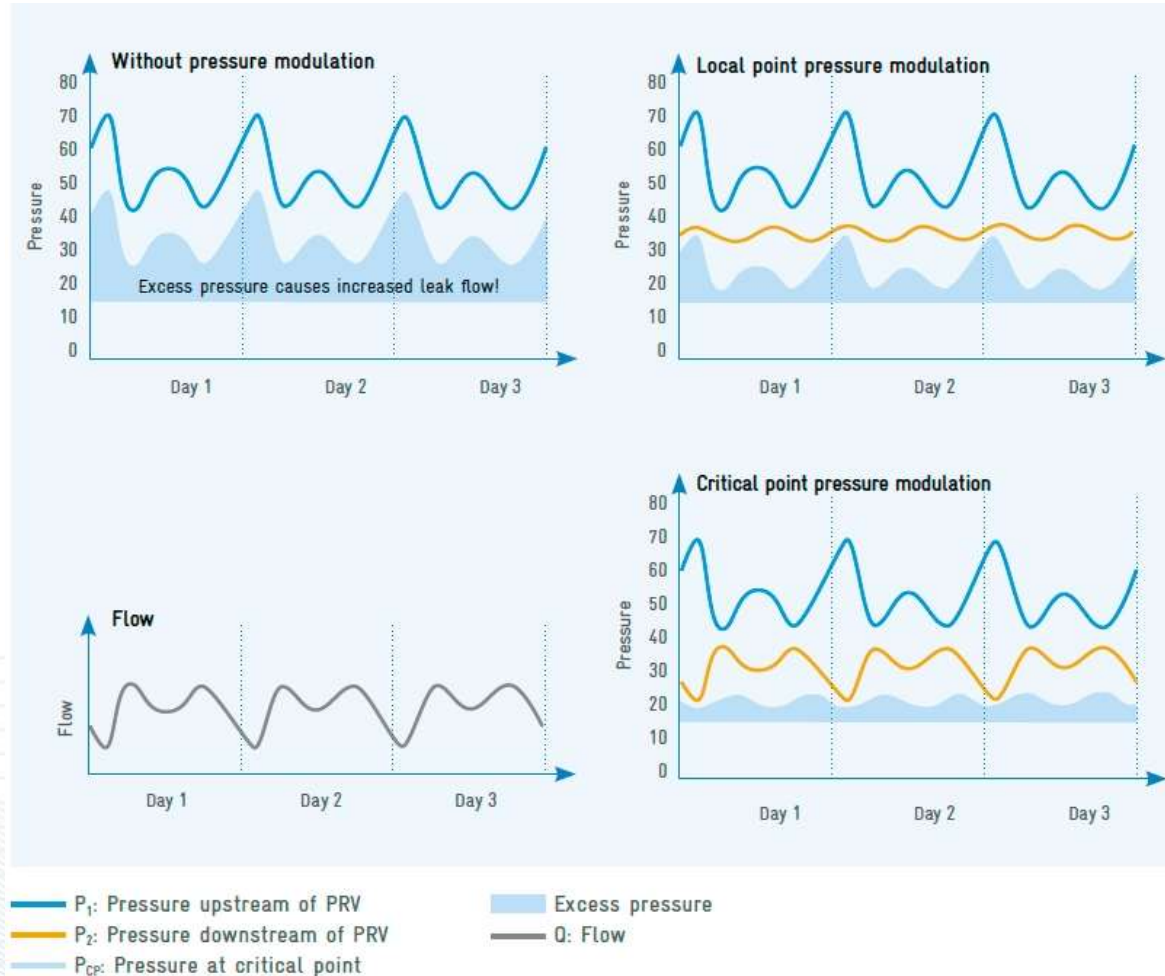 Without pressure modulation
80
70
60
50
40
30
20
10
0
Pressure
Excess pressure causes increased leak flow!
Day 1 Day 2 Day 3
Local point pressure modulation
80
70
60
50
40
30
20
10
0
Pressure
Day 1 Day 2 Day 3
Flow
Flow
Day 1 Day 2 Day 3
Critical point pressure modulation
80
70
60
50
40
30
20
10
0
Pressure
Day 1 Day 2 Day 3
P₁: Pressure upstream of PRV
P₂: Pressure downstream of PRV
P_CP: Pressure at critical point
Excess pressure
Q: Flow